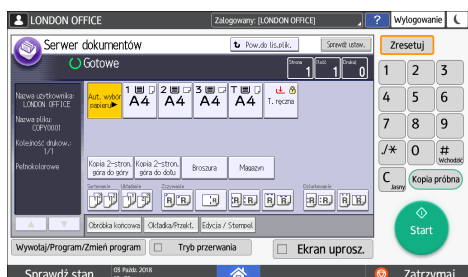 LONDON OFFICE
Zalogowany: [LONDON OFFICE]
?
Wylogowanie
Serwer dokumentów
Pow.do lis.plik.
Sprawdź ustaw.
Zresetuj
Gotowe
Strona 1
Ilość 1
Drukuj 0
1 2 3
Nazwa użytkownika:
LONDON OFFICE
Nazwa pliku:
COPY0001
Kolejność drukow.:
1/1
Pełnokolorowe
Aut. wybór papieru▶
1 A4
2 A4
3 A4
T A4
T. ręczna
4 5 6
7 8 9
./* 0 # Wchodzić
Kopia 2-stron. góra do góry
Kopia 2-stron. góra do dołu
Broszura
Magazyn
C Jasny
Kopia próbna
Sortowanie
Układanie
Zszywanie
Dziurkowanie
Start
Obróbka końcowa
Okładka/Przekł.
Edycja / Stempel
Wywołaj/Program/Zmień program
Tryb przerwania
Ekran uprosz.
Sprawdź stan
03 Paźdz. 2018
Zatrzymaj